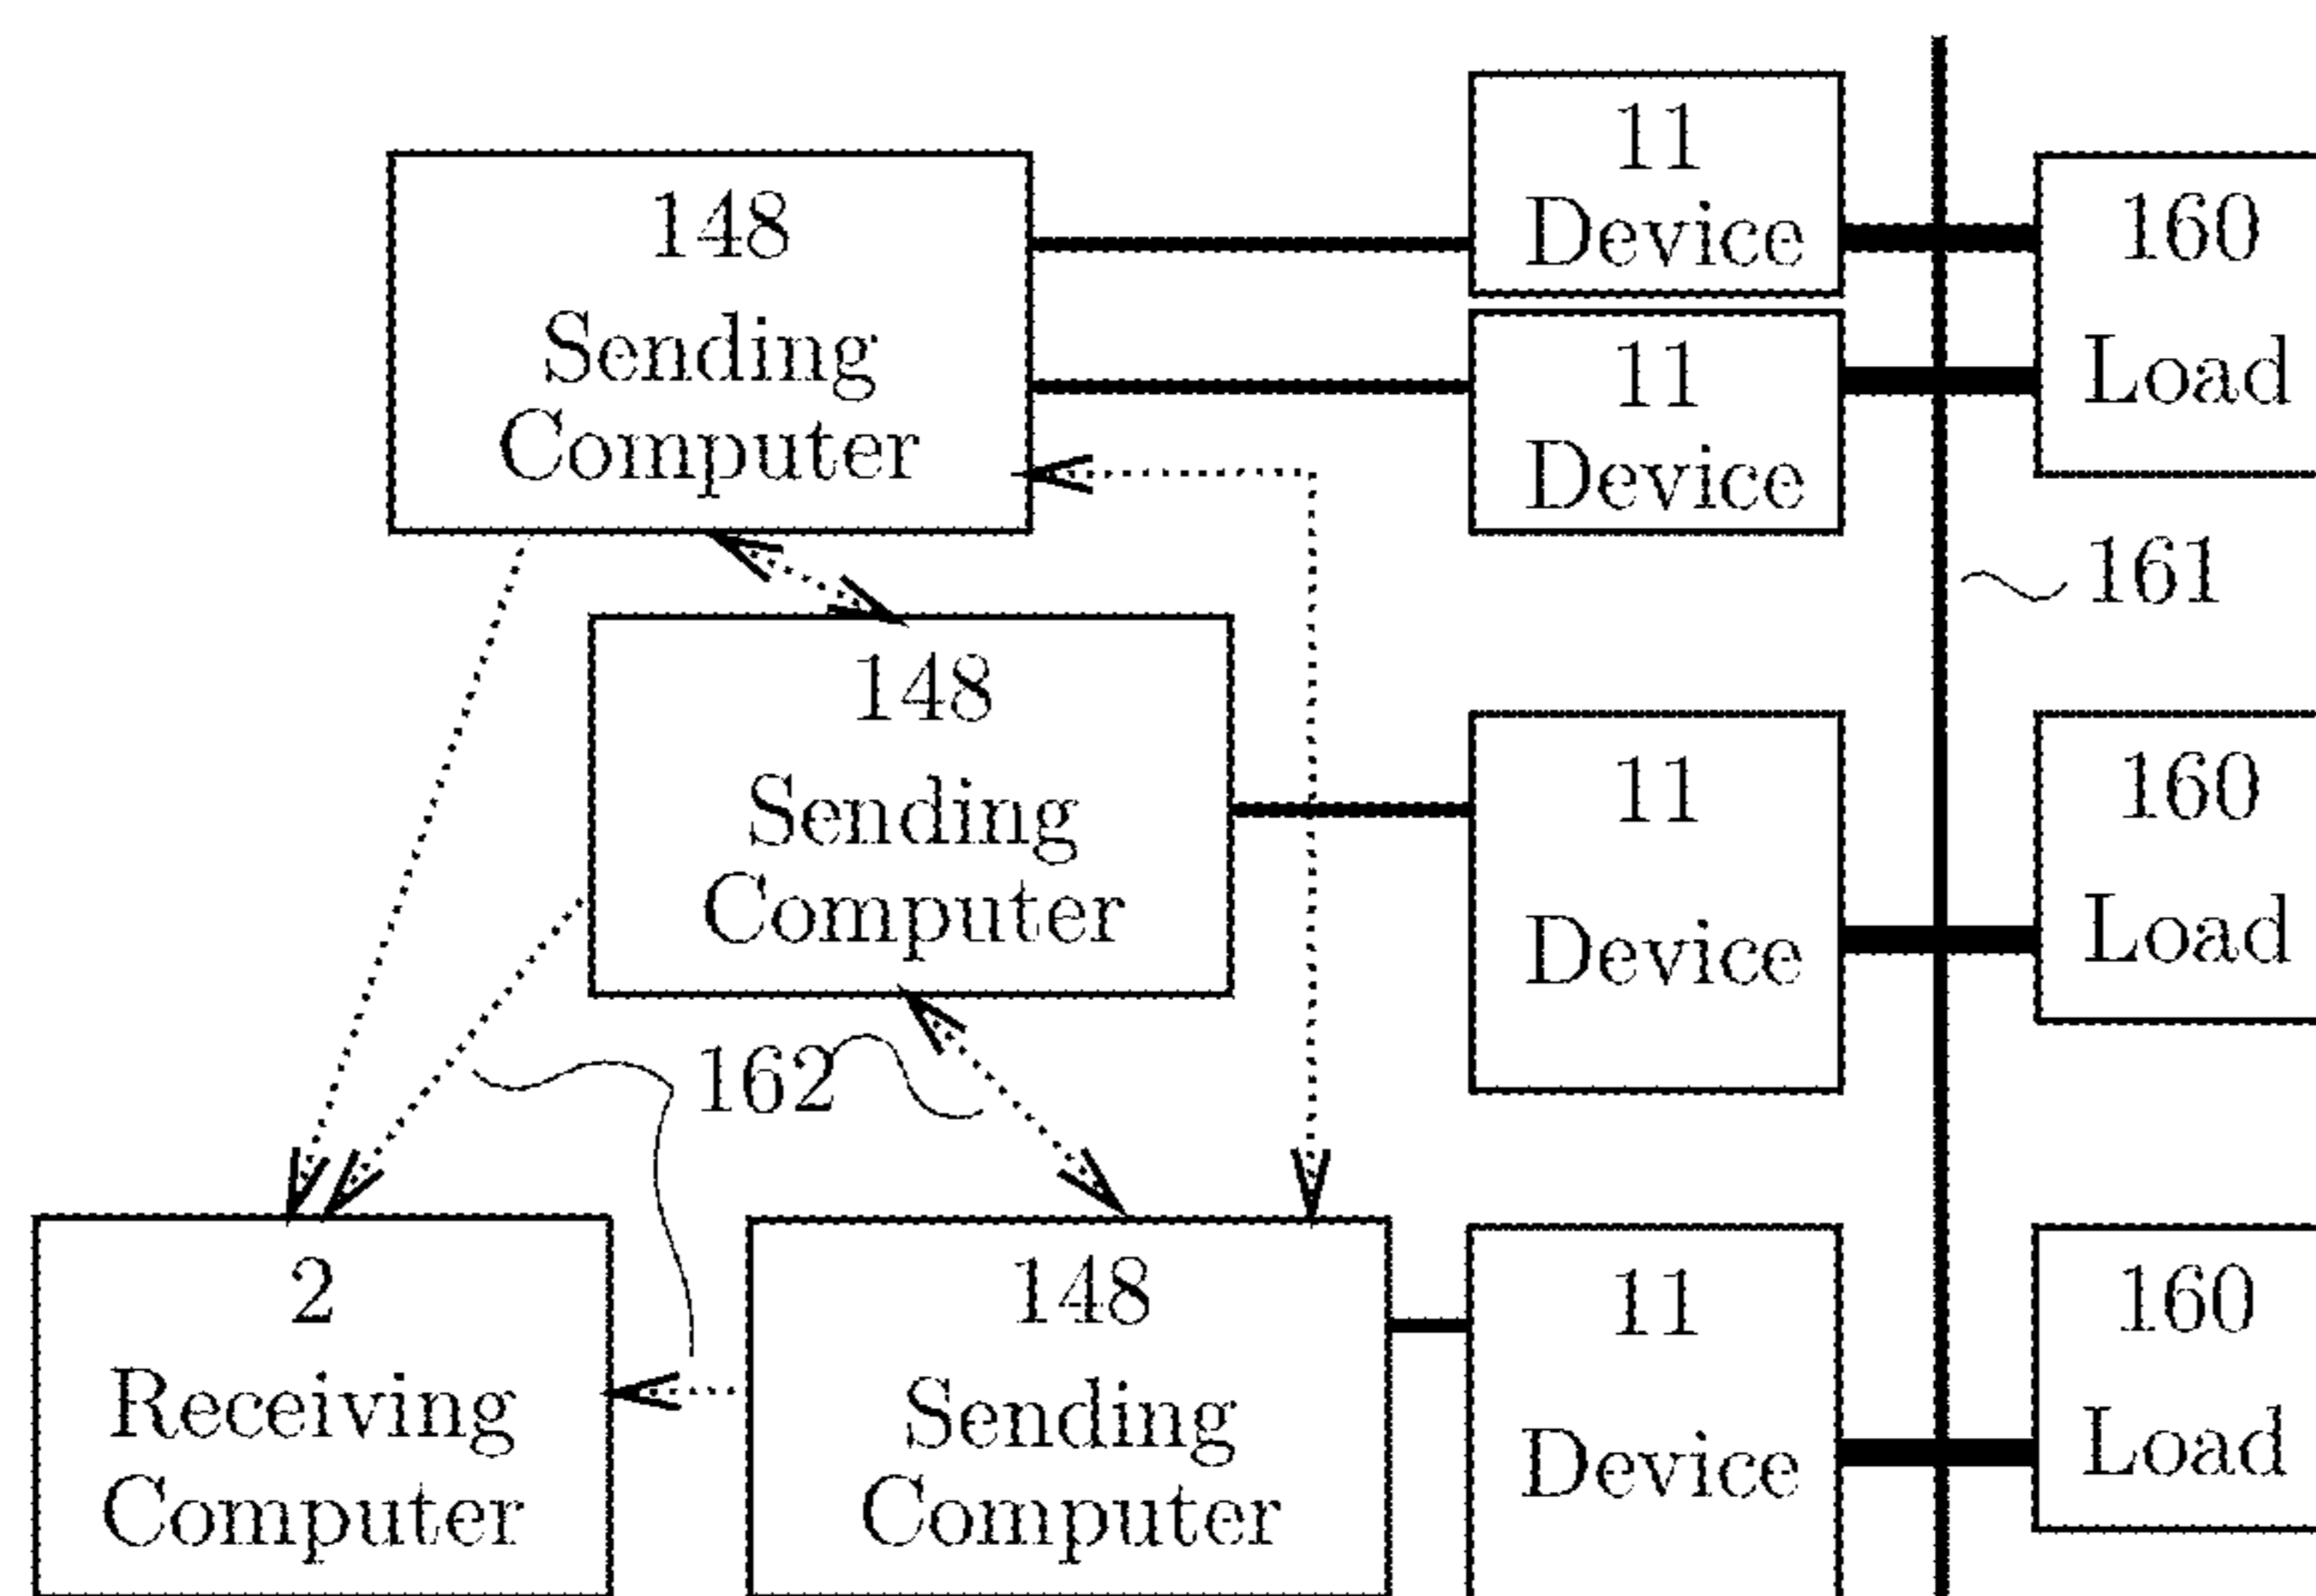 148
Sending
Computer
11
Device
11
Device
160
Load
161
148
Sending
Computer
11
Device
160
Load
162
2
Receiving
Computer
148
Sending
Computer
11
Device
160
Load